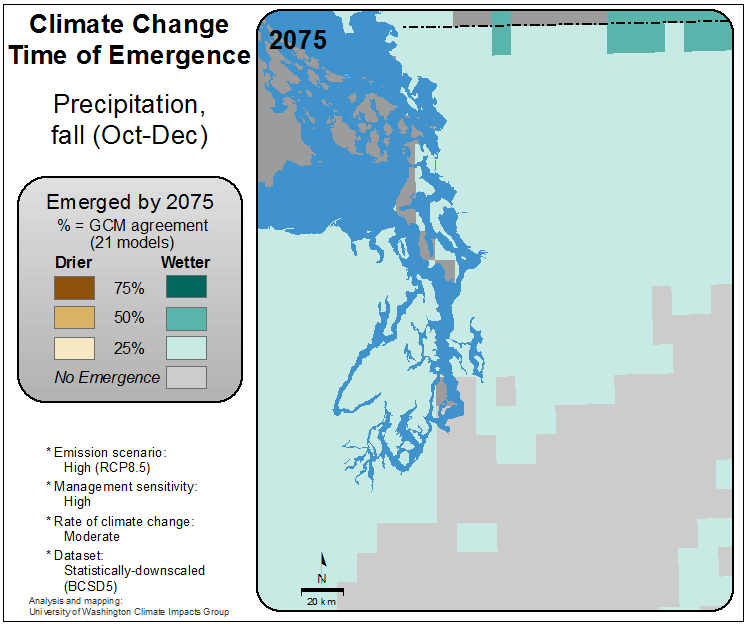 Climate Change
Time of Emergence
Precipitation,
fall (Oct-Dec)
Emerged by 2075
% = GCM agreement
(21 models)
Drier Wetter
75%
50%
25%
No Emergence
* Emission scenario:
High (RCP8.5)
* Management sensitivity:
High
* Rate of climate change:
Moderate
* Dataset:
Statistically-downscaled
(BCSD5)
Analysis and mapping:
University of Washington Climate Impacts Group
2075
N
20 km